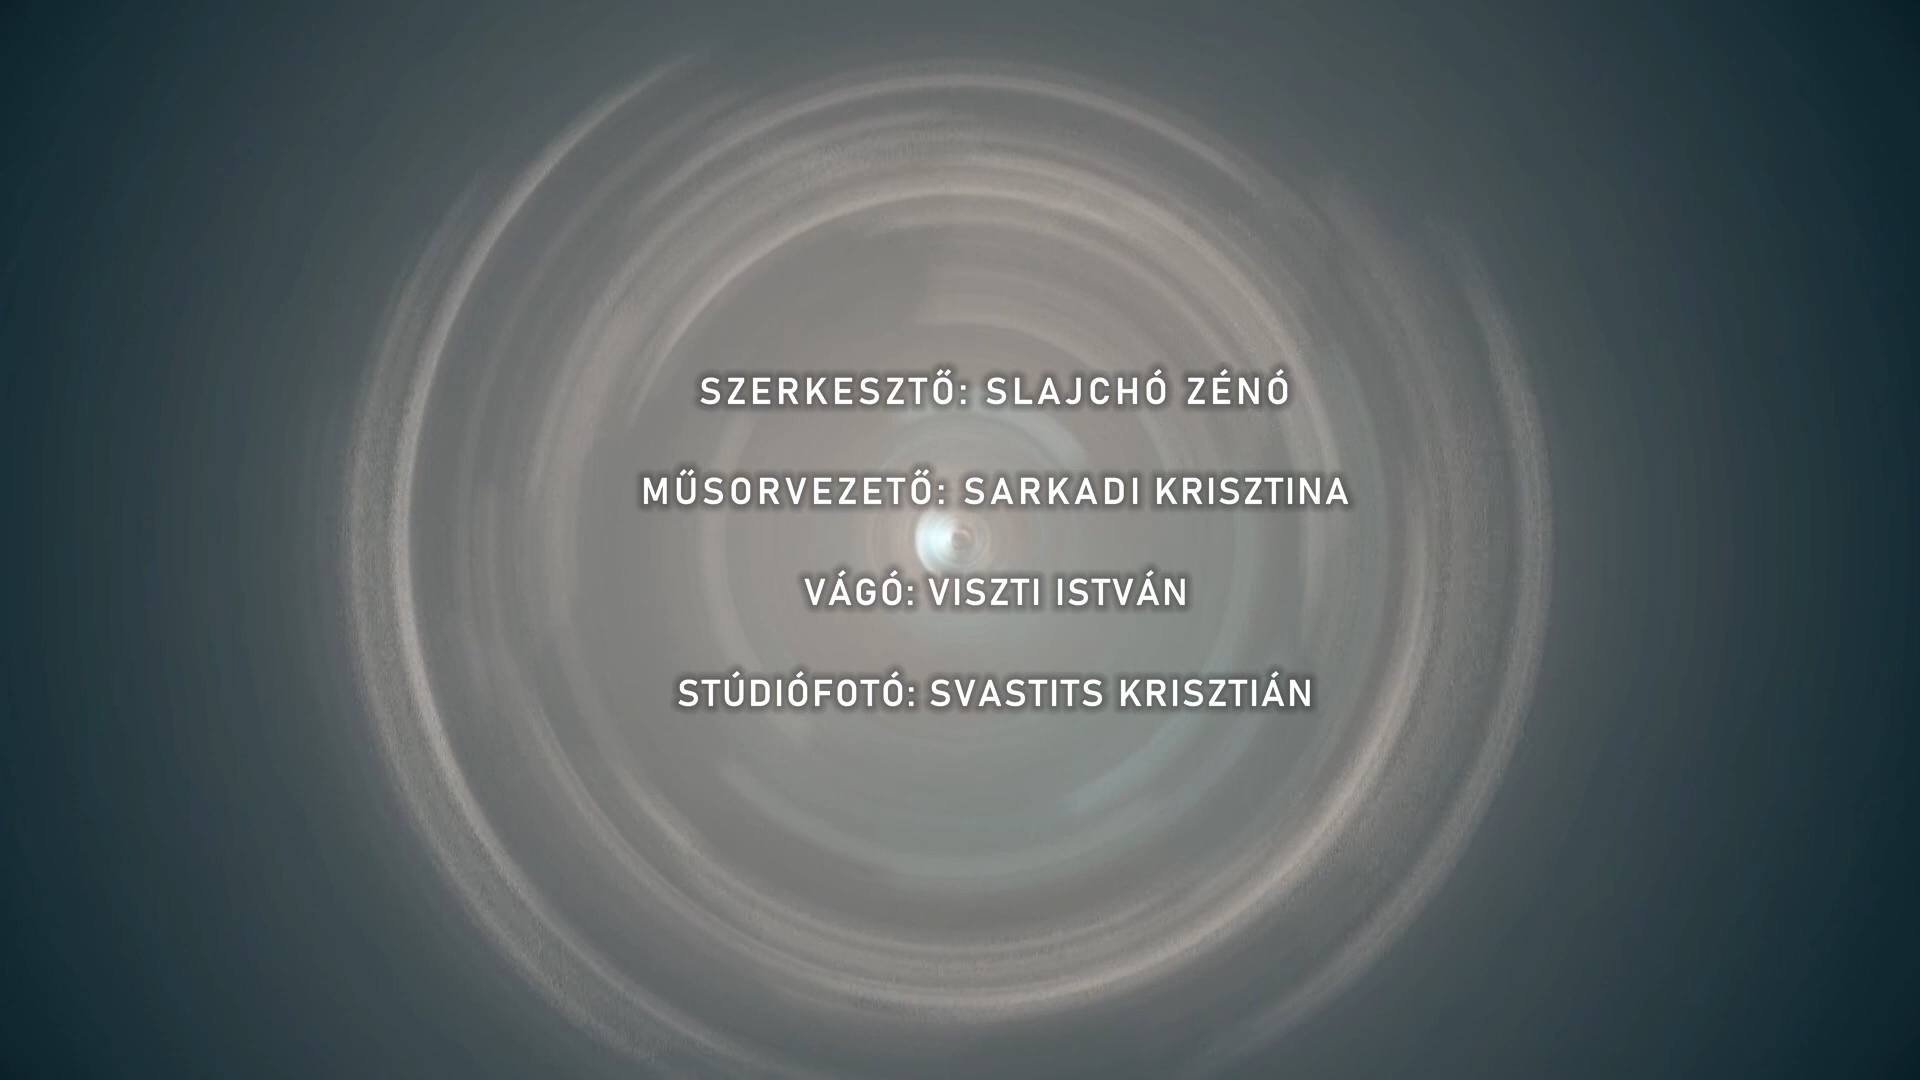 SZERKESZTŐ: SLAJCHÓ ZÉNÓ
MŰSORVEZETŐ: SARKADI KRISZTINA
VÁGÓ: VISZTI ISTVÁN
STÚDIÓFOTÓ: SVASTITS KRISZTIÁN